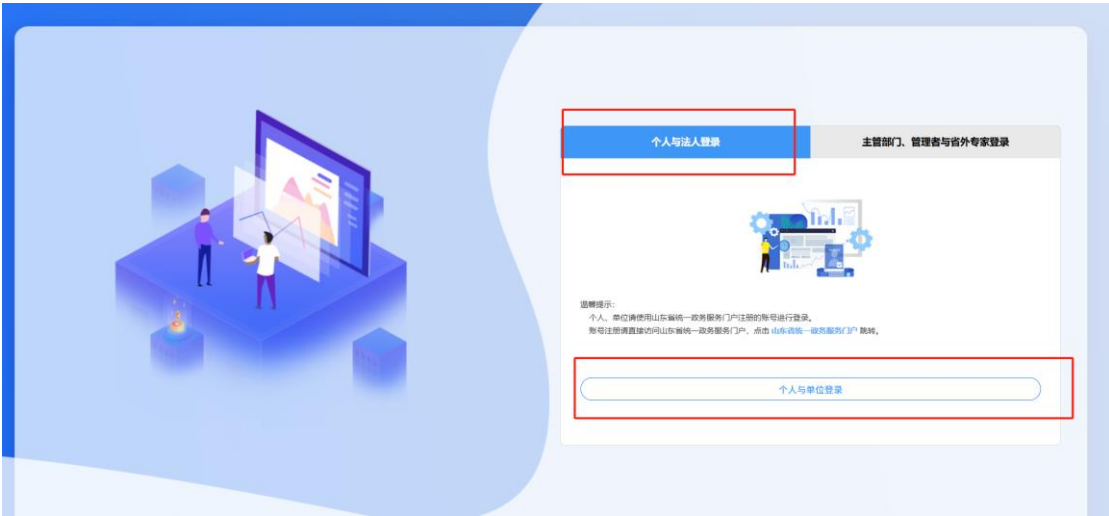 个人与法人登录
主管部门、管理者与省外专家登录
温馨提示：
个人、单位请使用山东省统一政务服务门户注册的账号进行登录。
账号注册请直接访问山东省统一政务服务门户，点击 山东省统一政务服务门户 跳转。
个人与单位登录